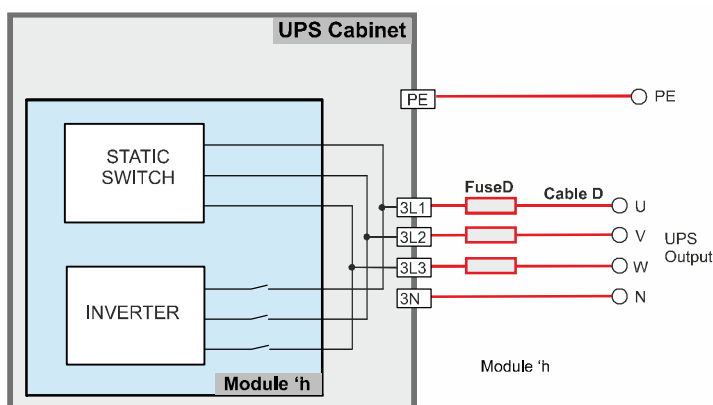 UPS Cabinet
PE
PE
STATIC
SWITCH
FuseD
Cable D
3L1
U
3L2
V
UPS
Output
3L3
W
3N
N
INVERTER
Module ‘h
Module ‘h